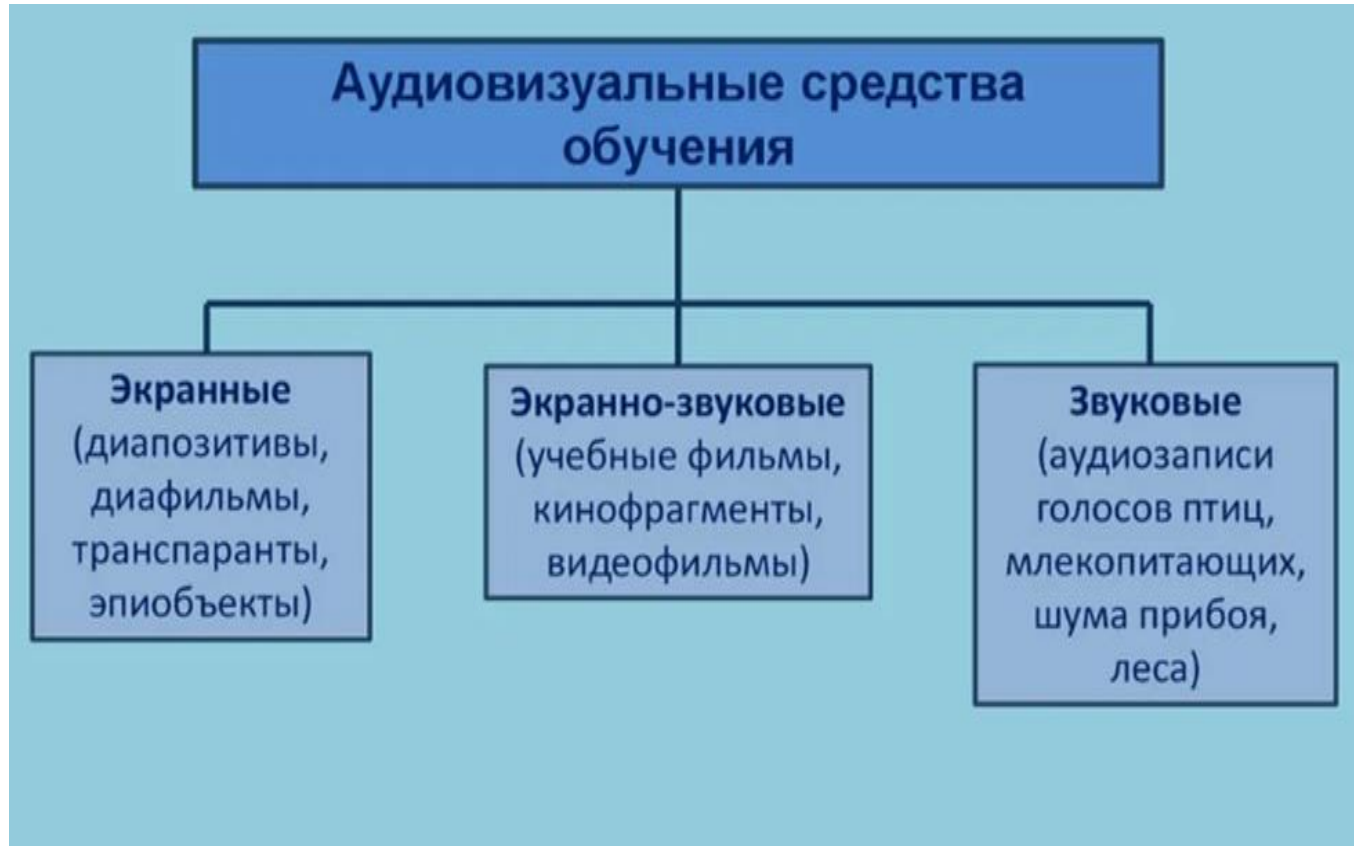 Аудиовизуальные средства
обучения
Экранные
(диапозитивы,
диафильмы,
транспаранты,
эпиобъекты)
Экранно-звуковые
(учебные фильмы,
кинофрагменты,
видеофильмы)
Звуковые
(аудиозаписи
голосов птиц,
млекопитающих,
шума прибоя,
леса)